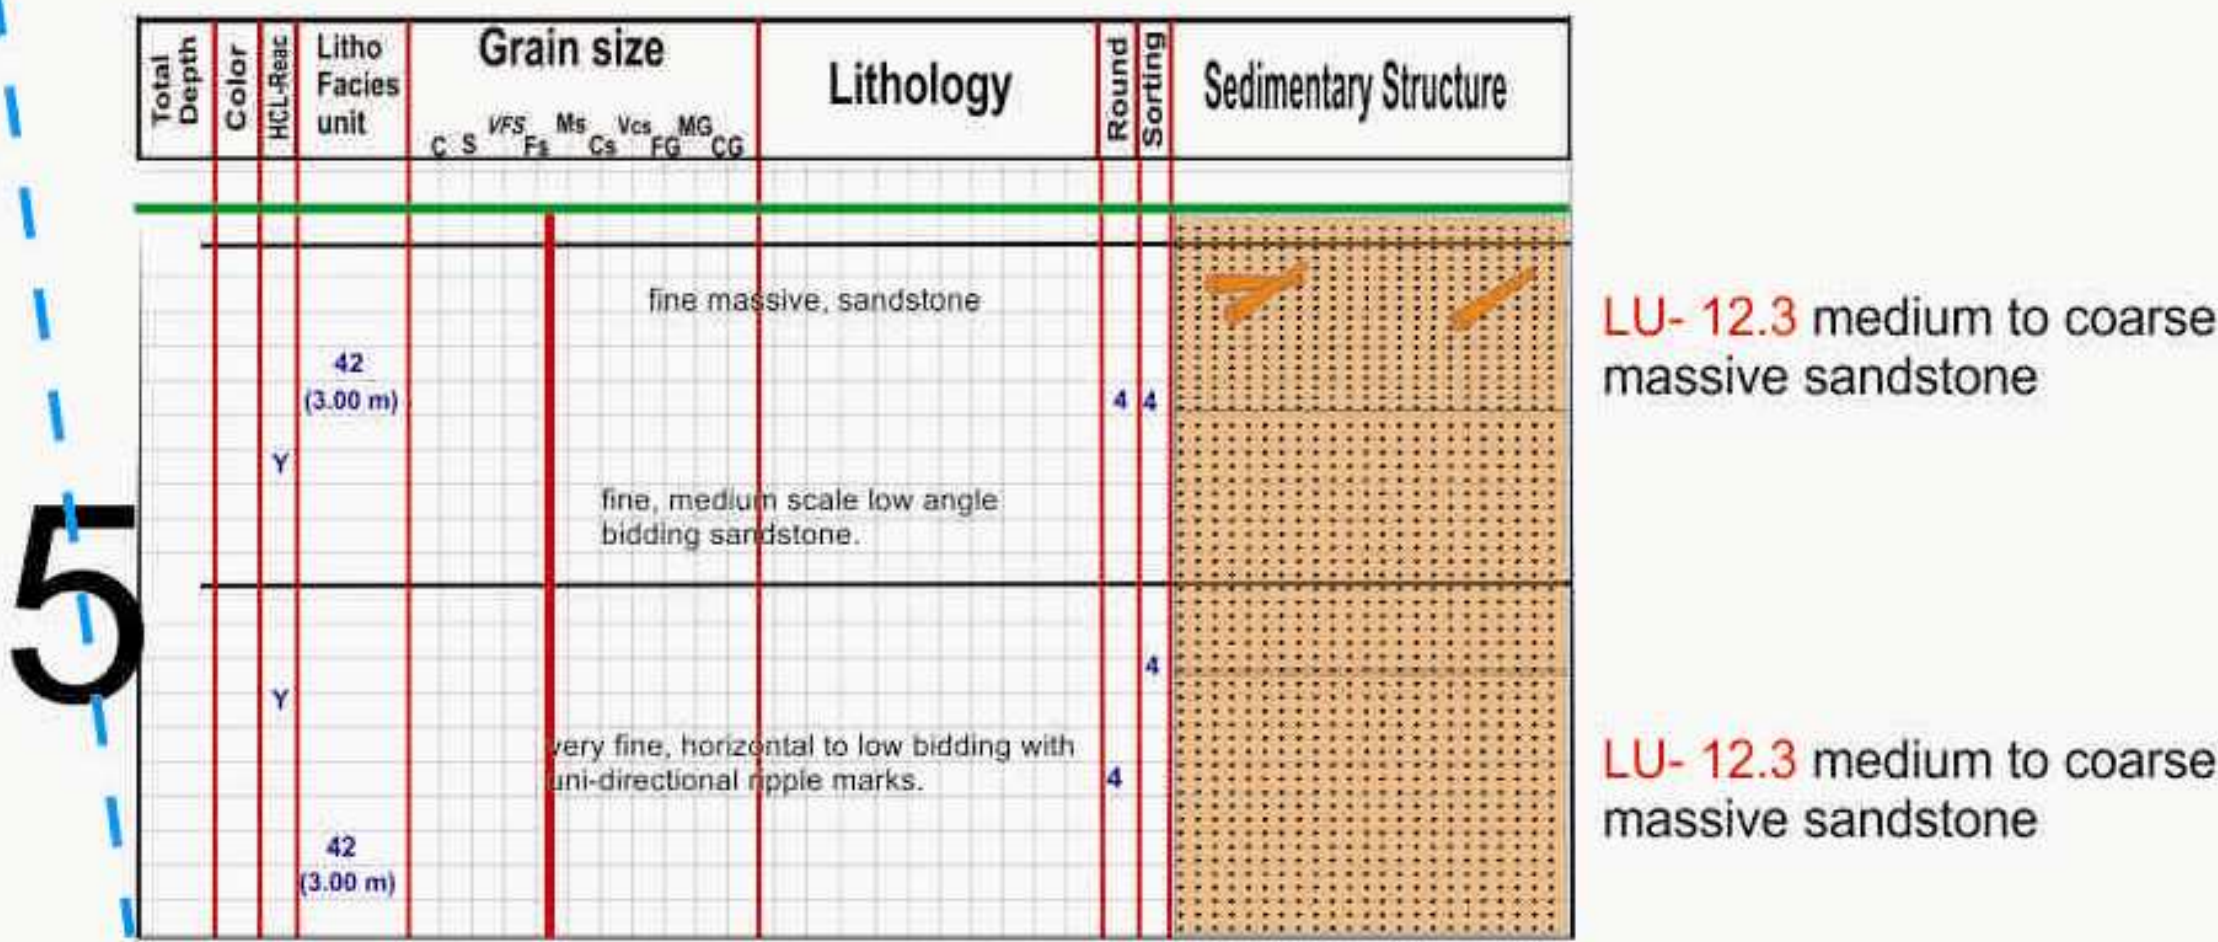 Total
Depth
Color
HCL-Reac
Litho
Facies
unit
Grain size
C S VFS Fs Ms Cs Vcs FG MG CG
Lithology
Round
Sorting
Sedimentary Structure
fine massive, sandstone
42
(3.00 m)
4 4
Y
fine, medium scale low angle
bidding sandstone.
LU- 12.3 medium to coarse
massive sandstone
5
4
Y
very fine, horizontal to low bidding with
uni-directional ripple marks.
4
42
(3.00 m)
LU- 12.3 medium to coarse
massive sandstone